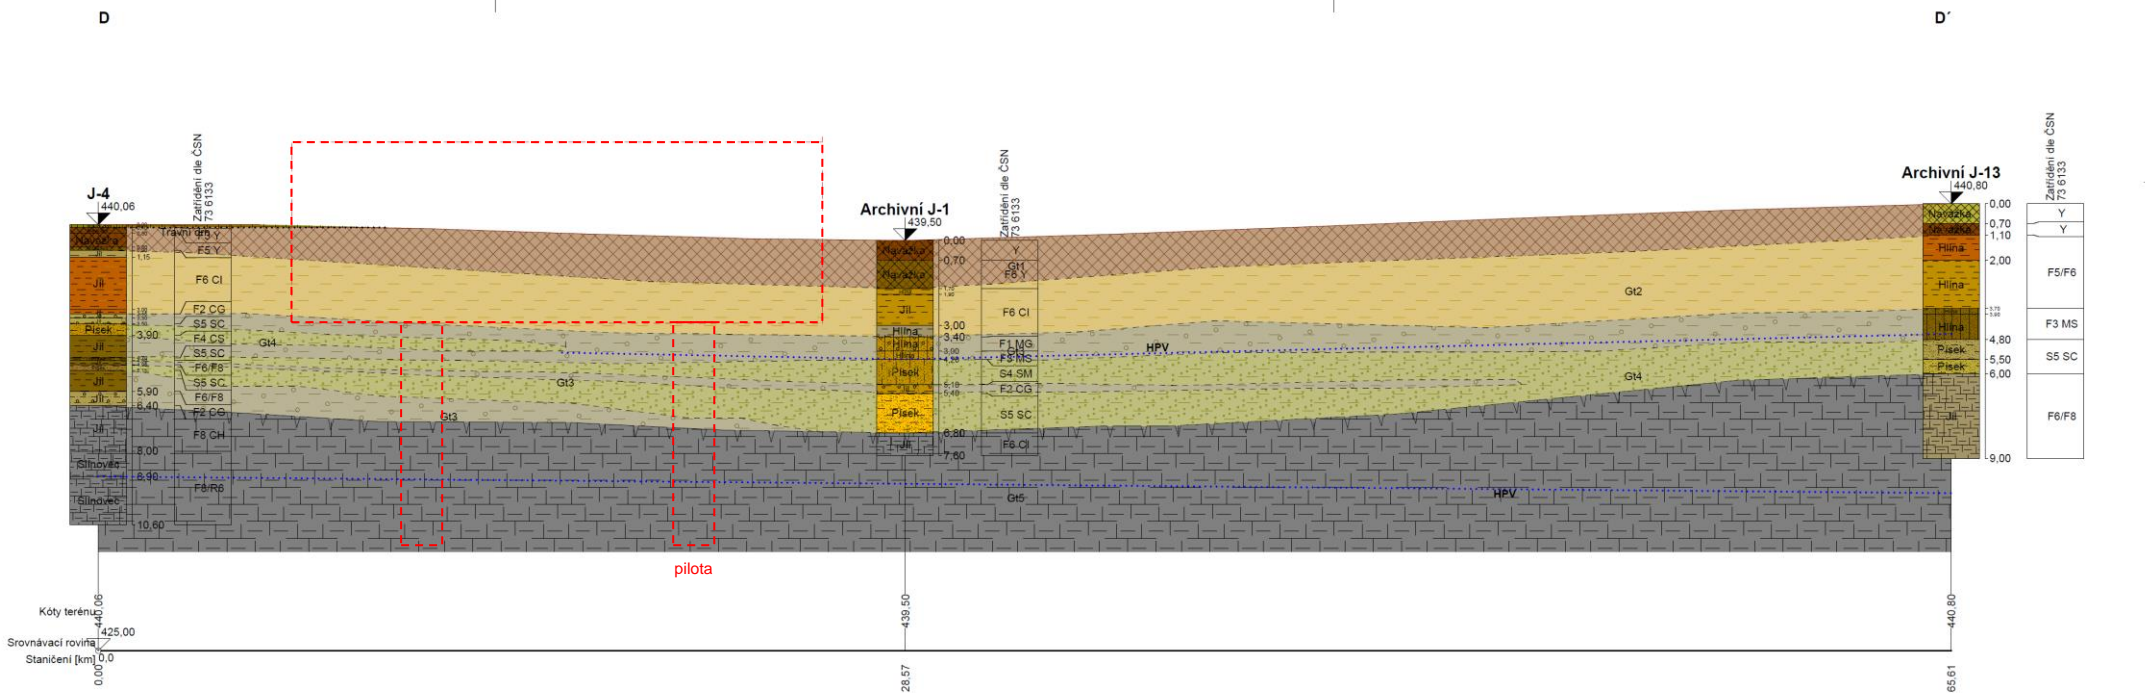 D
D´
J-4
440,06
Zatřídění dle ČSN
73 6133
Archivní J-1
439,50
Zatřídění dle ČSN
73 6133
Archivní J-13
440,80
Zatřídění dle ČSN
73 6133
Travní drn
Navážka
Jíl
Písek
Jíl
Jíl
Jíl
Jíl
Slínovec
Slínovec
1,15
3,90
5,90
6,40
8,00
8,90
10,60
F5 Y
F5 Y
F6 CI
F2 CG
S5 SC
F4 CS
S5 SC
F6/F8
S5 SC
F6/F8
F2 CG
F8 CH
F8/R6
Gt4
Gt3
Gt3
Navážka
Navážka
Jíl
Hlína
Hlína
Písek
Písek
Jíl
0,00
0,70
3,00
3,40
6,80
7,60
Y
Gt1
F6 Y
F6 CI
F1 MG
F3 MS
S4 SM
F2 CG
S5 SC
F6 CI
Gt5
HPV
HPV
Gt2
Gt4
Navážka
Navážka
Hlína
Hlína
Hlína
Písek
Písek
Jíl
0,00
0,70
1,10
2,00
4,80
5,50
6,00
9,00
Y
Y
F5/F6
F3 MS
S5 SC
F6/F8
pilota
Kóty terénu
440.06
439.50
440.80
425,00
Srovnávací rovina
Staničení [km]
0,0
0.00
28.57
65.61